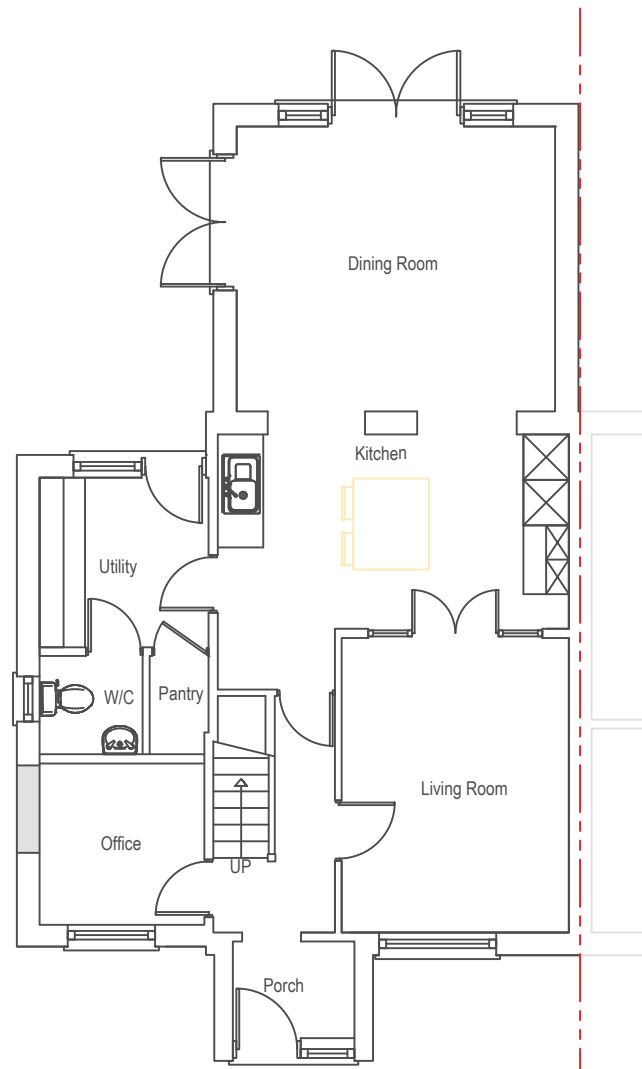 Dining Room
Kitchen
Utility
W/C
Pantry
Living Room
Office
UP
Porch